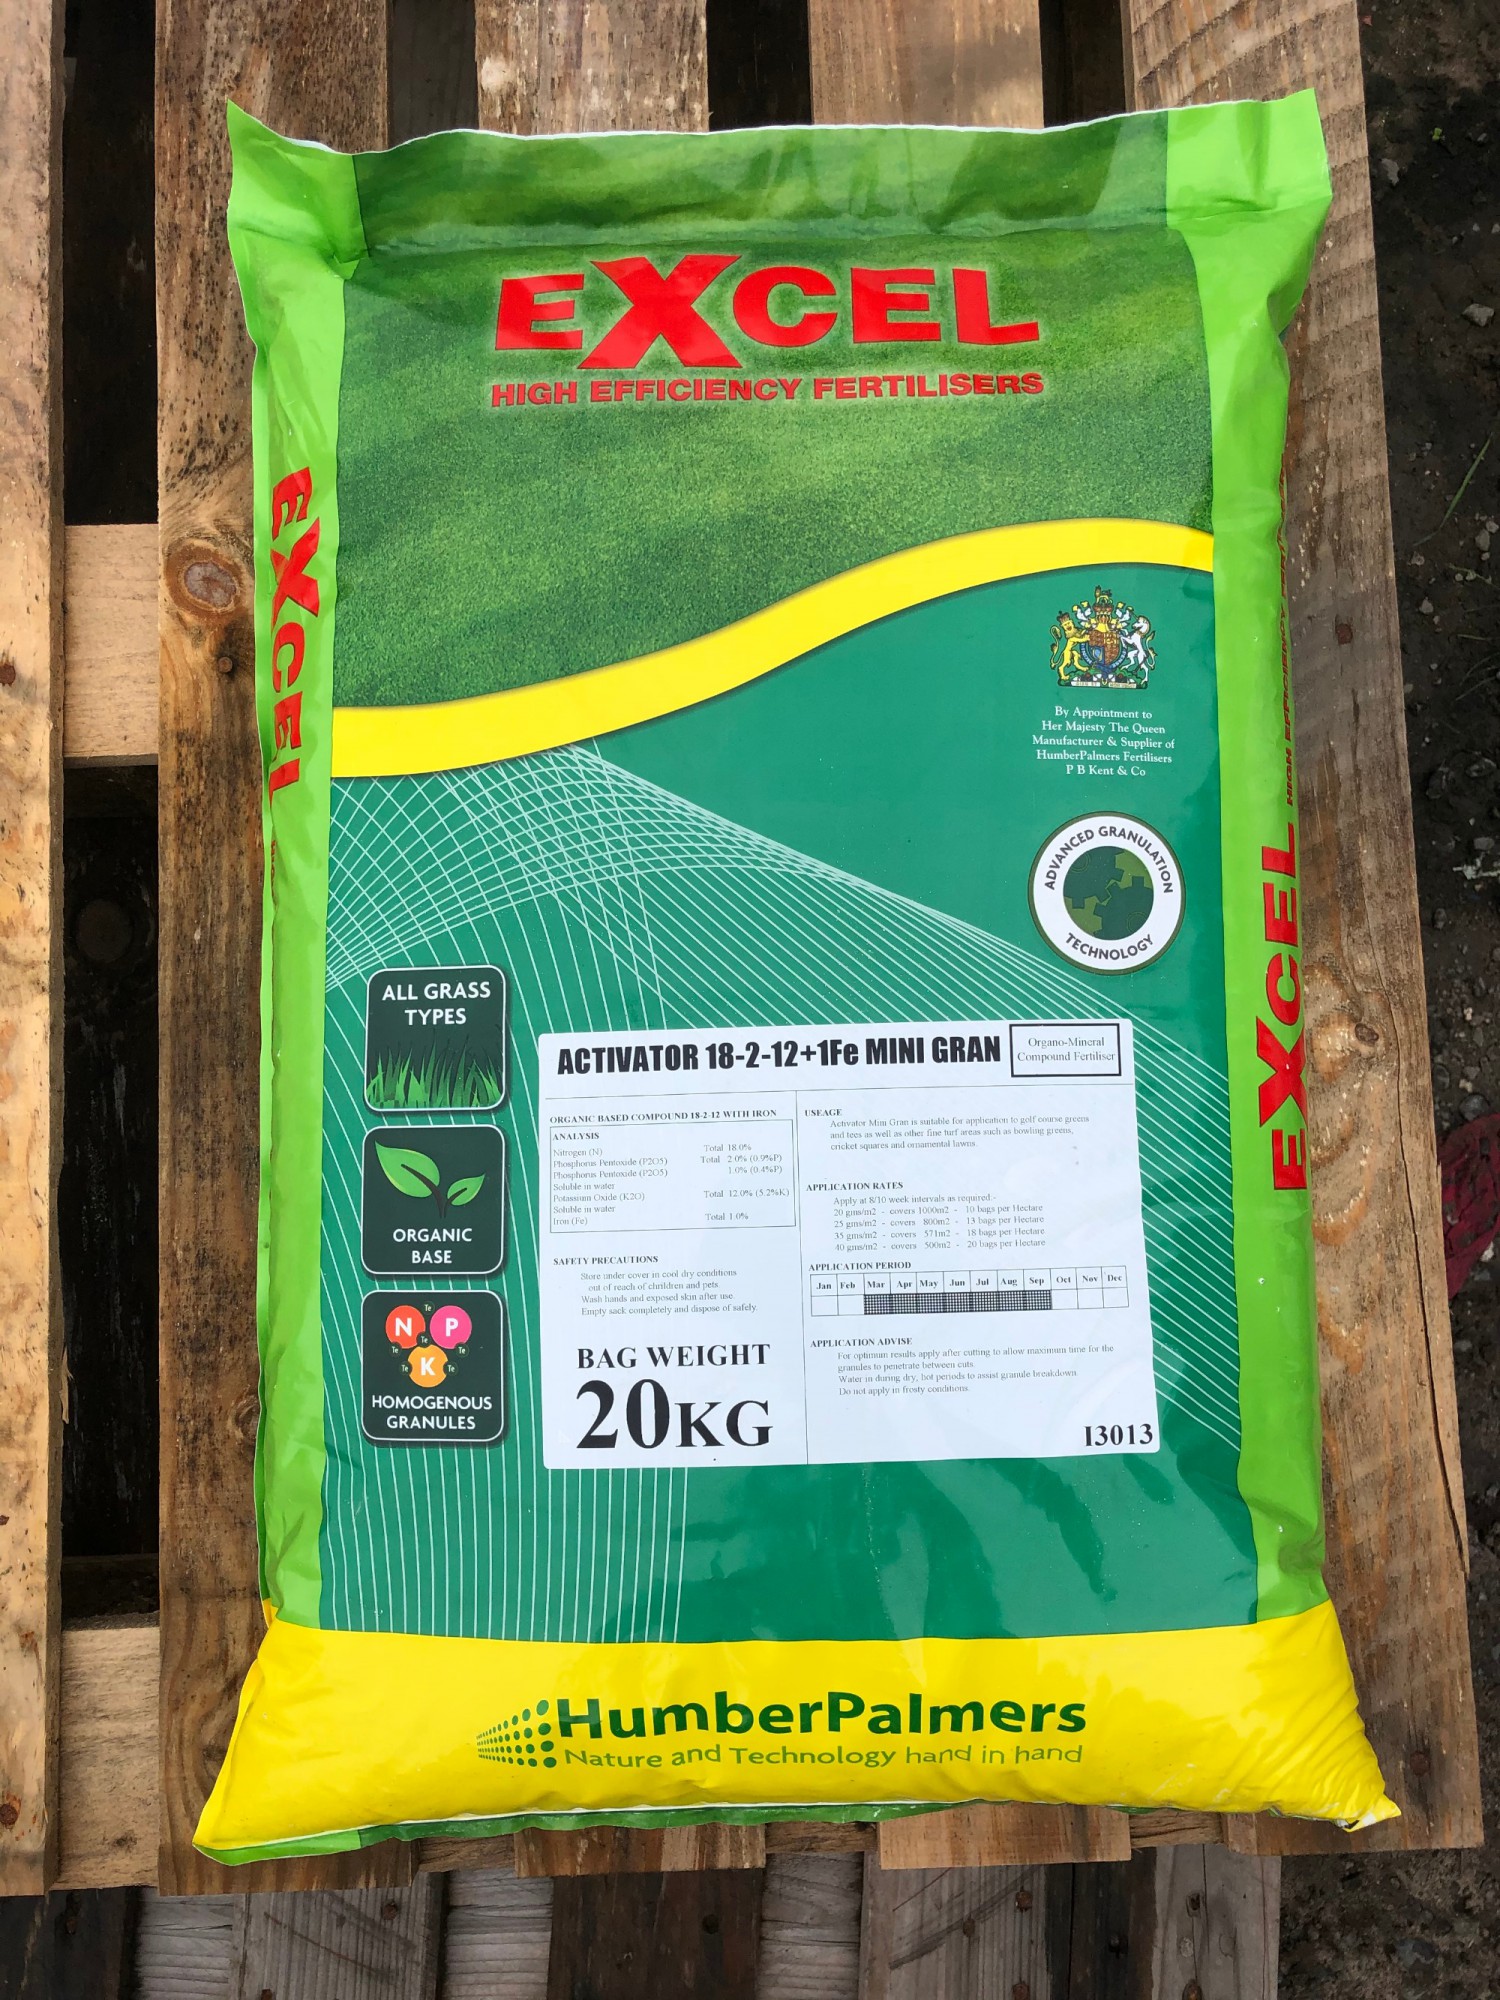 EXCEL
HIGH EFFICIENCY FERTILISERS
EXCEL
By Appointment to
Her Majesty The Queen
Manufacturer & Supplier of
HumberPalmers Fertilisers
P B Kent & Co
ADVANCED GRANULATION
TECHNOLOGY
EXCEL HIGH EFFICIENCY
ALL GRASS
TYPES
ORGANIC
BASE
N P K
Te Te Te Te Te Te
HOMOGENOUS
GRANULES
ACTIVATOR 18-2-12+1Fe MINI GRAN
Organo-Mineral
Compound Fertiliser
ORGANIC BASED COMPOUND 18-2-12 WITH IRON
ANALYSIS
Nitrogen (N) Total 18.0%
Phosphorus Pentoxide (P2O5) Total 2.0% (0.9%P)
Phosphorus Pentoxide (P2O5) 1.0% (0.4%P)
Soluble in water
Potassium Oxide (K2O) Total 12.0% (5.2%K)
Soluble in water
Iron (Fe) Total 1.0%
SAFETY PRECAUTIONS
Store under cover in cool dry conditions
out of reach of chrildren and pets.
Wash hands and exposed skin after use
Empty sack completely and dispose of safely.
BAG WEIGHT
20KG
USEAGE
Activator Mini Gran is suitable for application to golf course greens
and tees as well as other fine turf areas such as bowling greens,
cricket squares and ornamental lawns.
APPLICATION RATES
Apply at 8/10 week intervals as required:-
20 gms/m2 - covers 1000m2 - 10 bags per Hectare
25 gms/m2 - covers 800m2 - 13 bags per Hectare
35 gms/m2 - covers 571m2 - 18 bags per Hectare
40 gms/m2 - covers 500m2 - 20 bags per Hectare
APPLICATION PERIOD
Jan Feb Mar Apr May Jun Jul Aug Sep Oct Nov Dec
APPLICATION ADVISE
For optimum results apply after cutting to allow maximum time for the
granules to penetrate between cuts.
Water in during dry, hot periods to assist granule breakdown.
Do not apply in frosty conditions.
I3013
HumberPalmers
Nature and Technology hand in hand